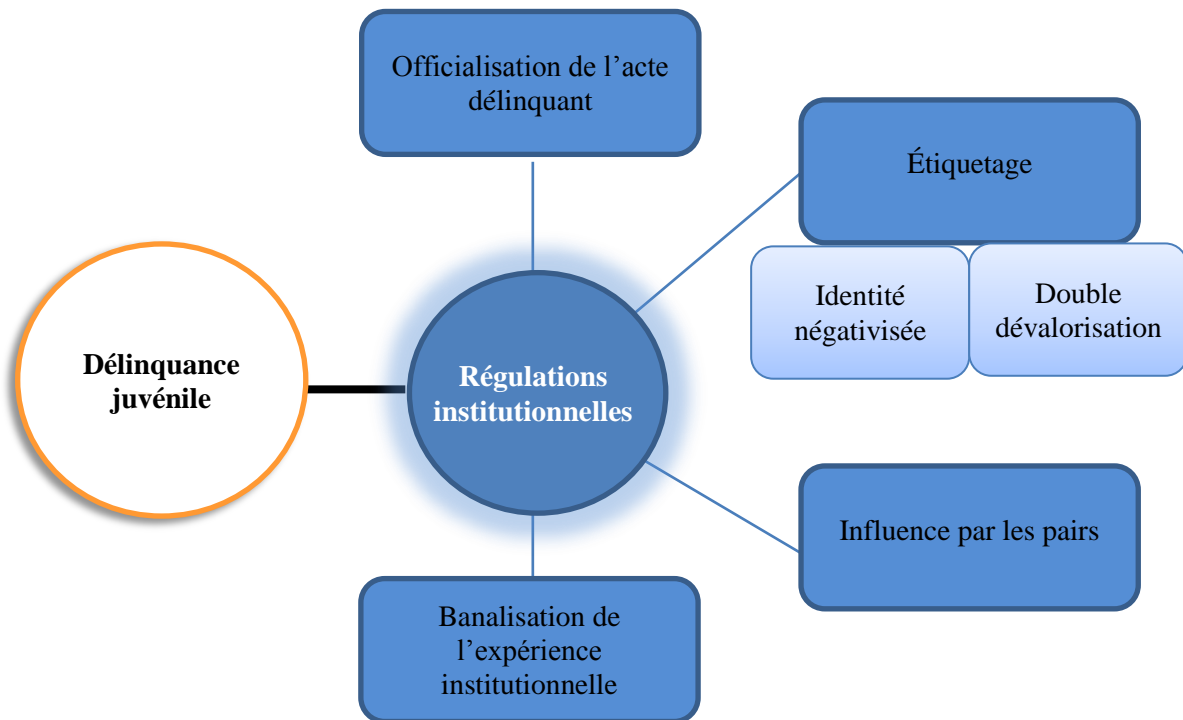 Officialisation de l’acte
délinquant
Étiquetage
Identité
négativisée
Double
dévalorisation
Délinquance
juvénile
Régulations
institutionnelles
Influence par les pairs
Banalisation de
l’expérience
institutionnelle